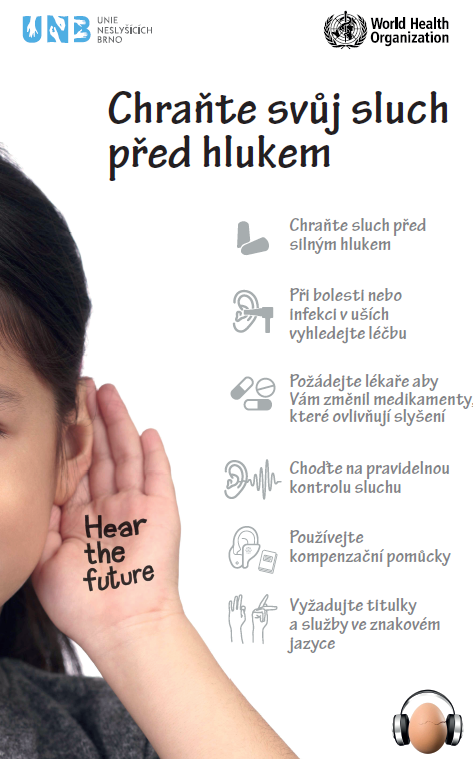 UNB
UNIE
NESLYŠÍCÍCH
BRNO
World Health
Organization
Chraňte svůj sluch
před hlukem
Chraňte sluch před
silným hlukem
Při bolesti nebo
infekci v uších
vyhledejte léčbu
Požádejte lékaře aby
Vám změnil medikamenty,
které ovlivňují slyšení
Choďte na pravidelnou
kontrolu sluchu
Používejte
kompenzační pomůcky
Vyžadujte titulky
a služby ve znakovém
jazyce
Hear
the
future